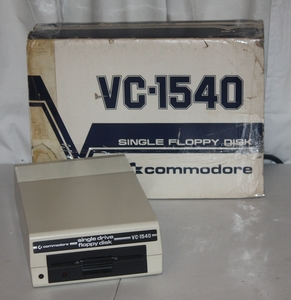 VC-1540
SINGLE FLOPPY DISK
commodore
commodore single drive floppy disk VC-1540